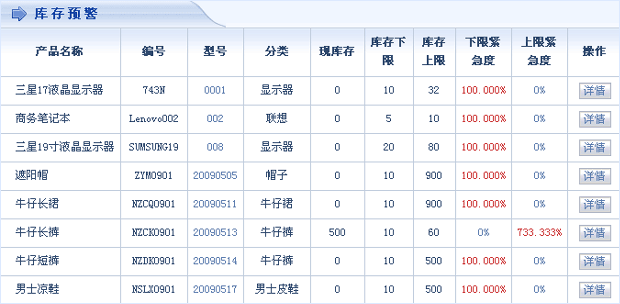 库存预警
产品名称 编号 型号 分类 现库存 库存下限 库存上限 下限紧急度 上限紧急度 操作
三星17液晶显示器 743N 0001 显示器 0 10 32 100.000% 0% 详情
商务笔记本 Lenovo002 002 联想 0 5 10 100.000% 0% 详情
三星19寸液晶显示器 SUMSUNG19 008 显示器 0 20 80 100.000% 0% 详情
遮阳帽 ZYM0901 20090505 帽子 0 10 900 100.000% 0% 详情
牛仔长裙 NZCQ0901 20090511 牛仔裙 0 10 900 100.000% 0% 详情
牛仔长裤 NZCK0901 20090513 牛仔裤 500 10 60 0% 733.333% 详情
牛仔短裤 NZDK0901 20090514 牛仔裤 0 10 500 100.000% 0% 详情
男士凉鞋 NSLX0901 20090517 男士皮鞋 0 10 500 100.000% 0% 详情